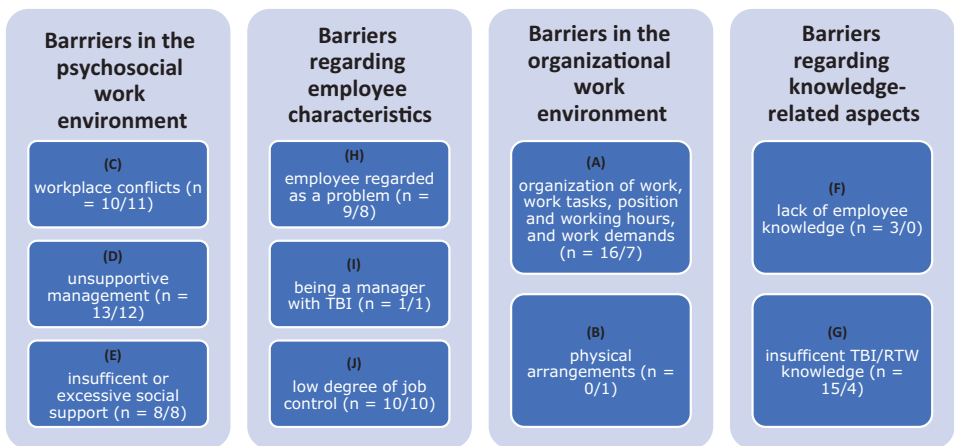 Barrriers in the
psychosocial
work
environment
(C)
workplace conflicts (n
= 10/11)
(D)
unsupportive
management (n =
13/12)
(E)
insufficent or
excessive social
support (n = 8/8)
Barriers
regarding
employee
characteristics
(H)
employee regarded
as a problem (n =
9/8)
(I)
being a manager
with TBI (n = 1/1)
(J)
low degree of job
control (n = 10/10)
Barriers in the
organizational
work
environment
(A)
organization of work,
work tasks, position
and working hours,
and work demands
(n = 16/7)
(B)
physical
arrangements (n =
0/1)
Barriers
regarding
knowledge-
related aspects
(F)
lack of employee
knowledge (n = 3/0)
(G)
insufficent TBI/RTW
knowledge (n =
15/4)